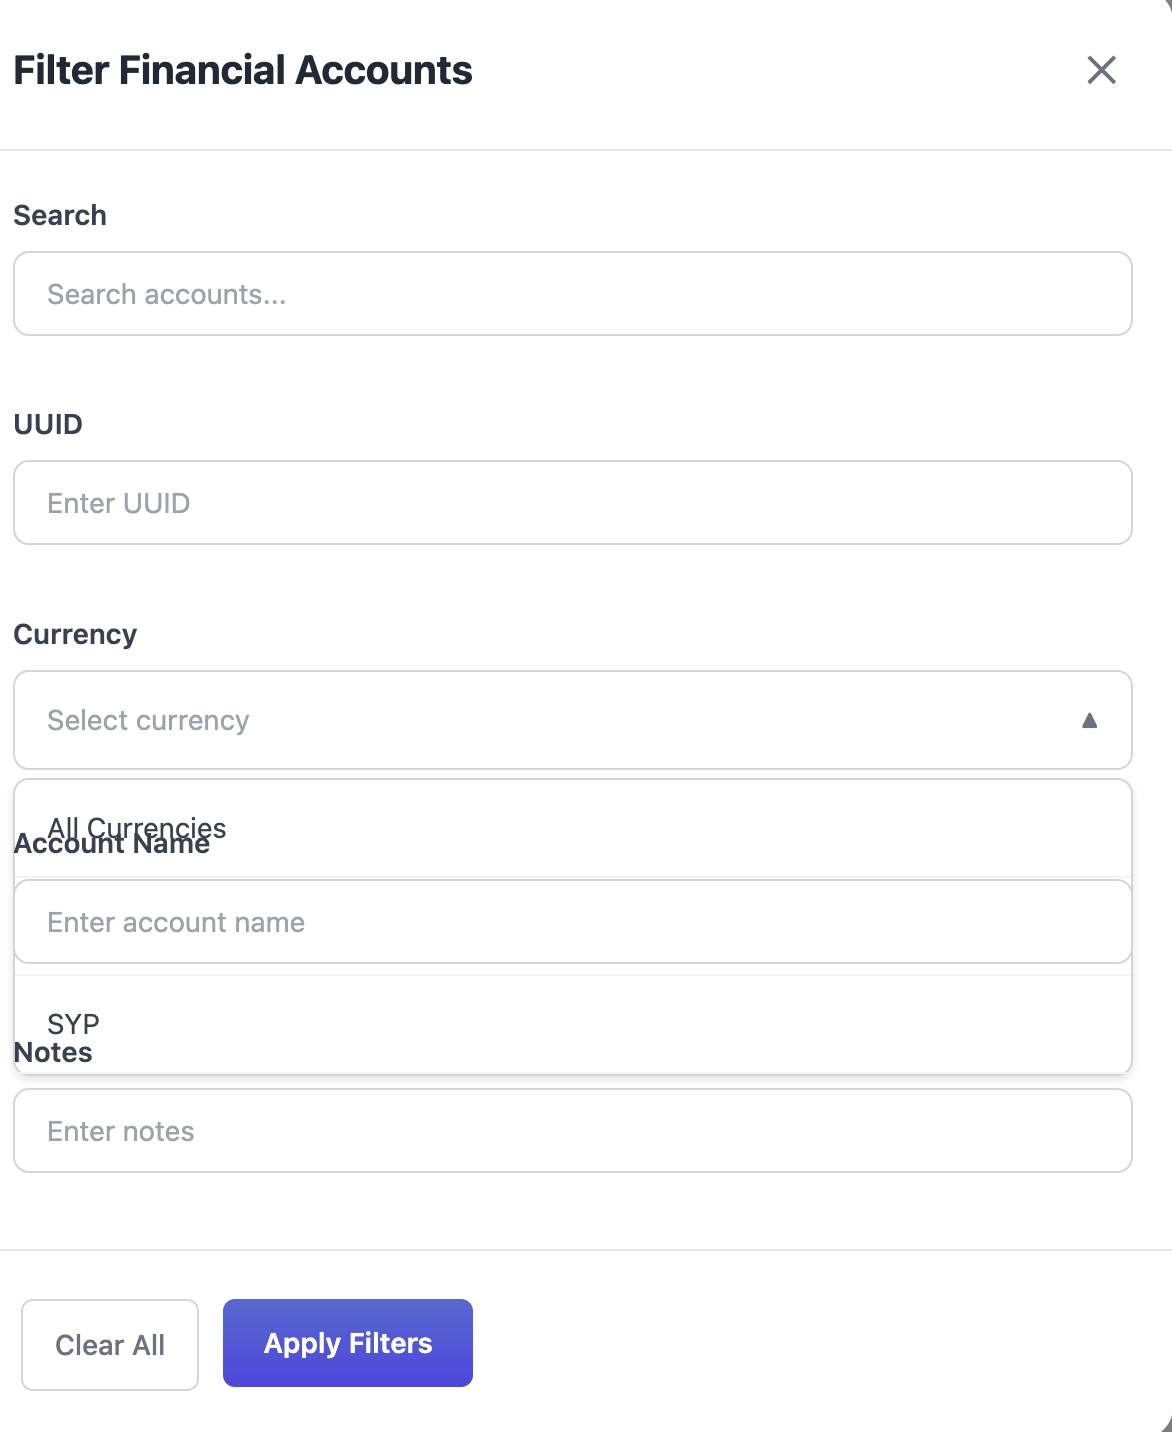 Filter Financial Accounts
Search
Search accounts...
UUID
Enter UUID
Currency
Select currency
All Currencies
Account Name
Enter account name
SYP
Notes
Enter notes
Clear All
Apply Filters